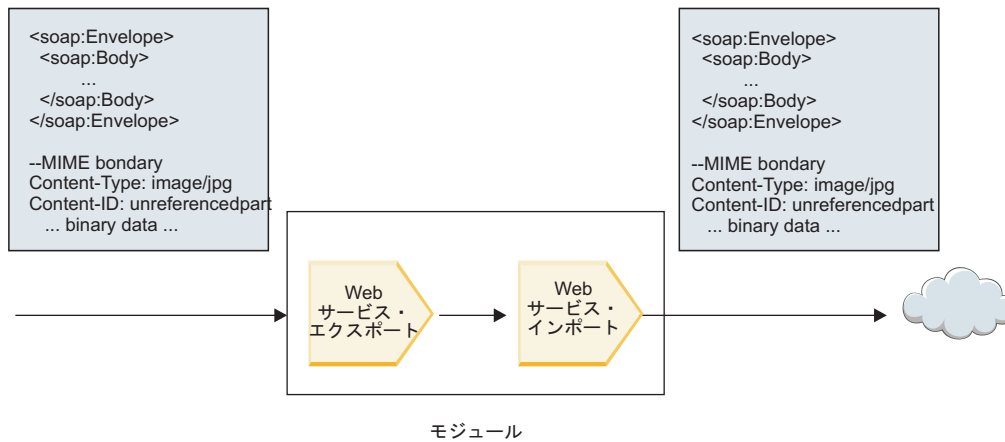 <soap:Envelope>
<soap:Body>
...
</soap:Body>
</soap:Envelope>
--MIME bondary
Content-Type: image/jpg
Content-ID: unreferencedpart
... binary data ...
<soap:Envelope>
<soap:Body>
...
</soap:Body>
</soap:Envelope>
--MIME bondary
Content-Type: image/jpg
Content-ID: unreferencedpart
... binary data ...
Web
サービス・
エクスポート
Web
サービス・
インポート
モジュール